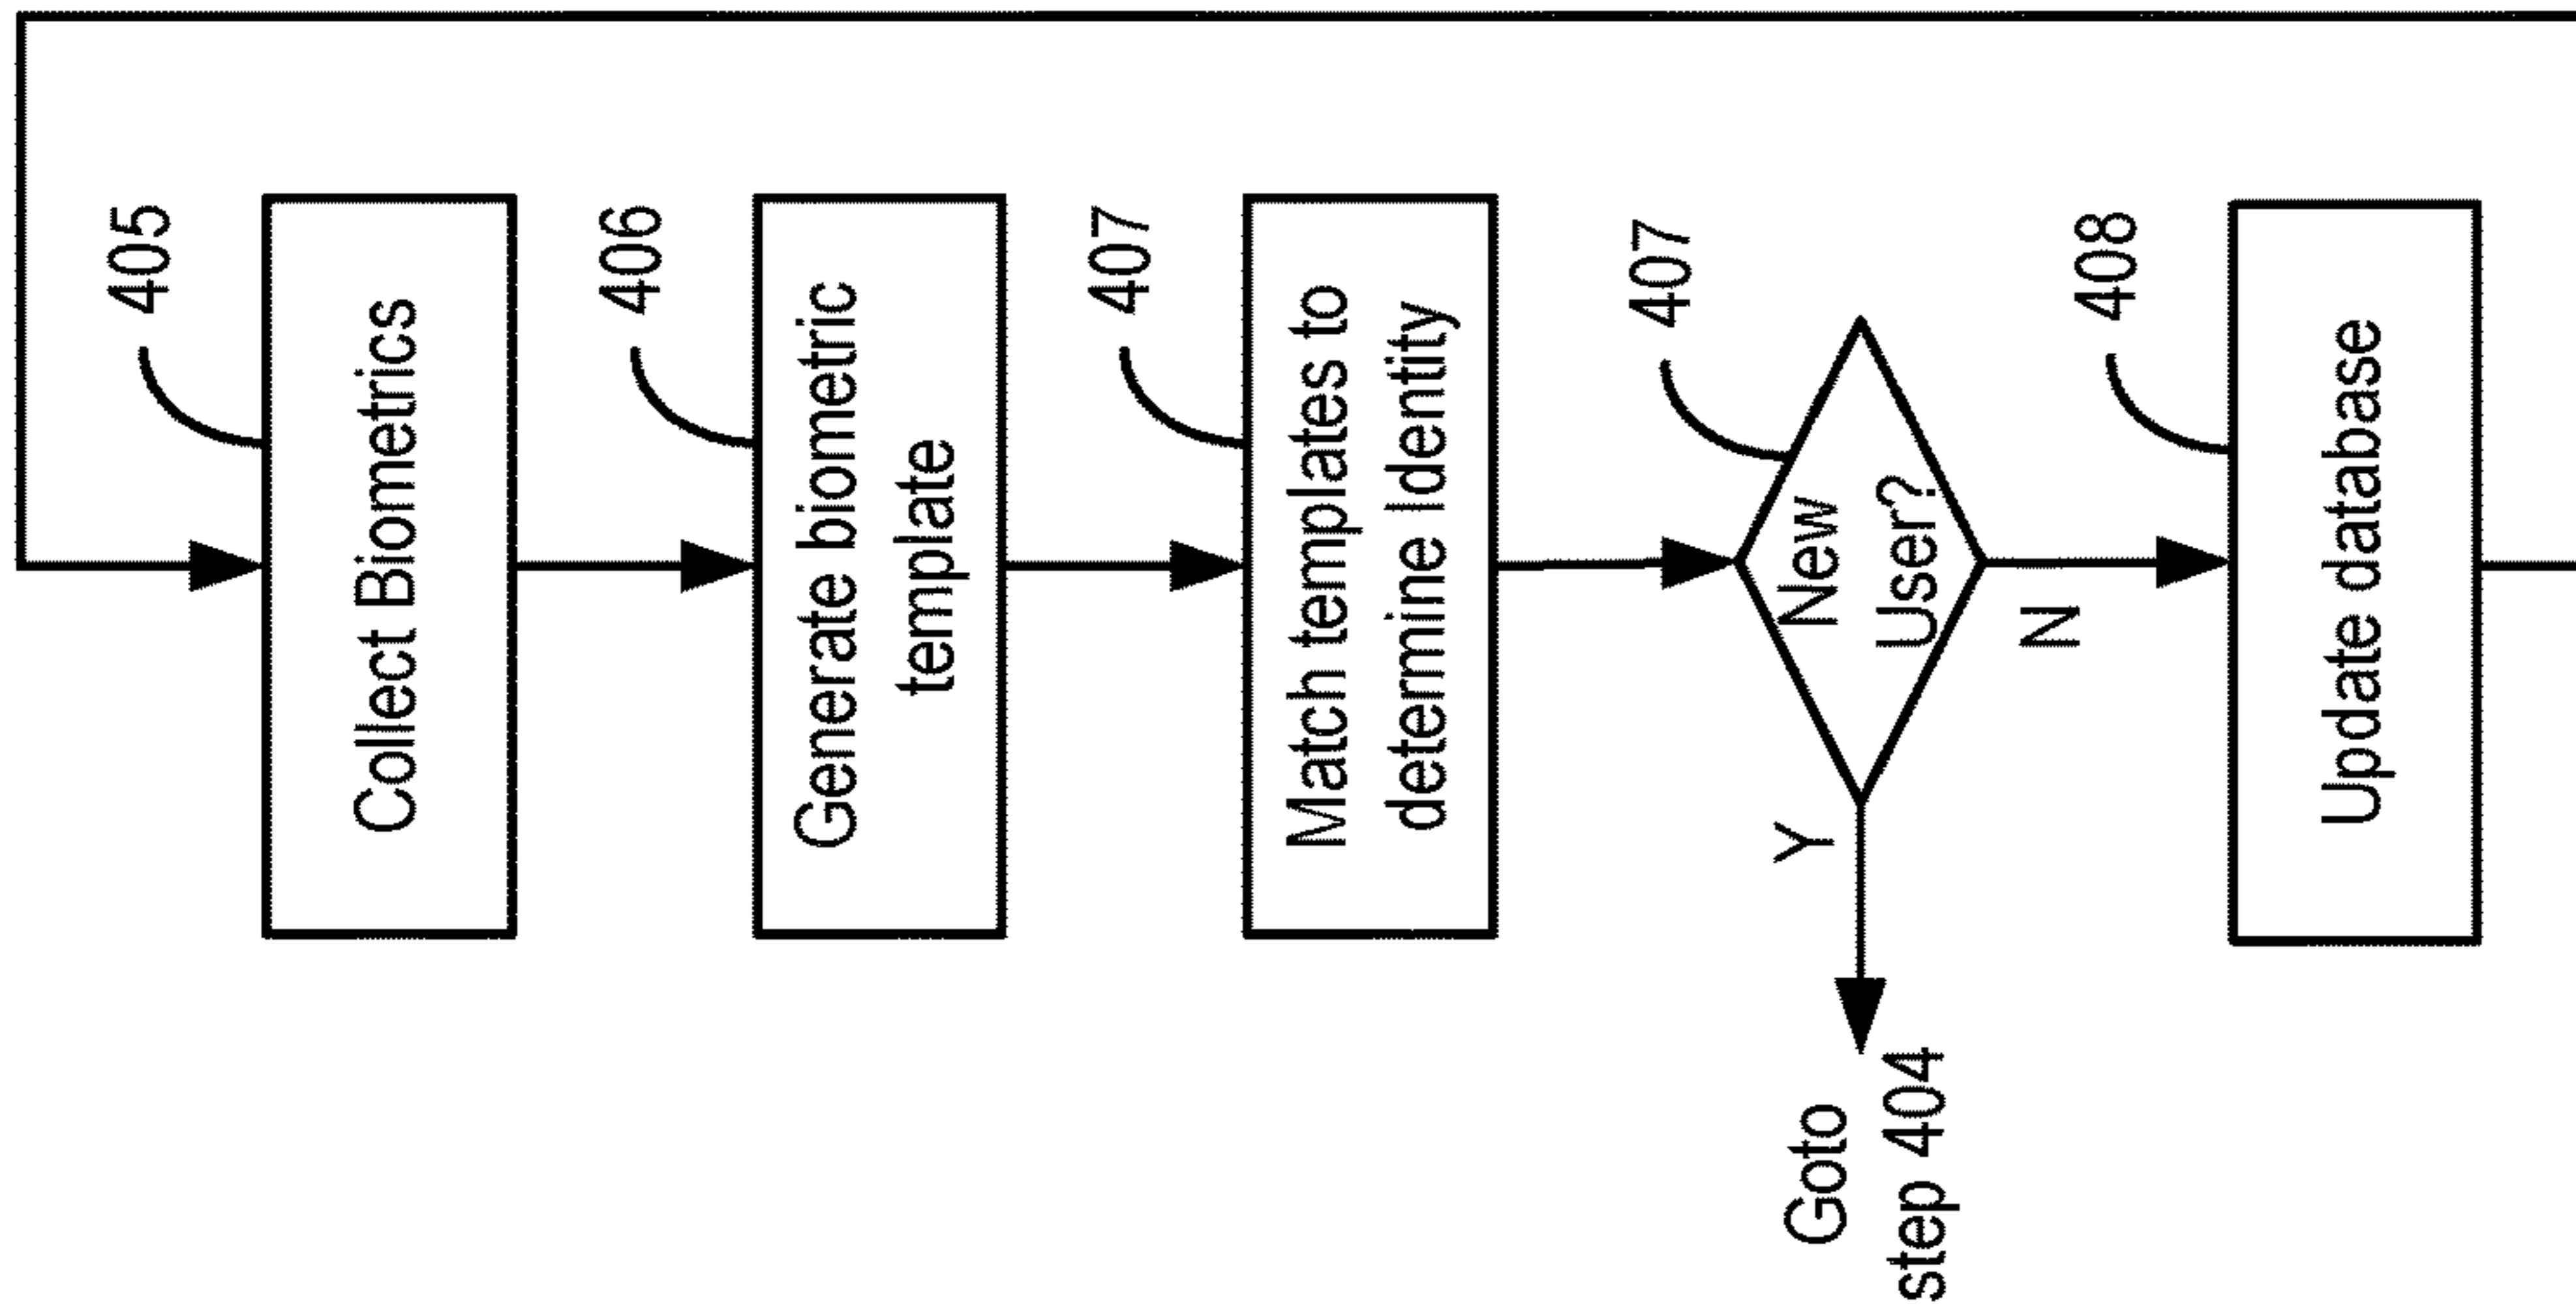 405
Collect Biometrics
406
Generate biometric
template
407
Match templates to
determine Identity
407
New
User?
Y
Goto
step 404
N
408
Update database